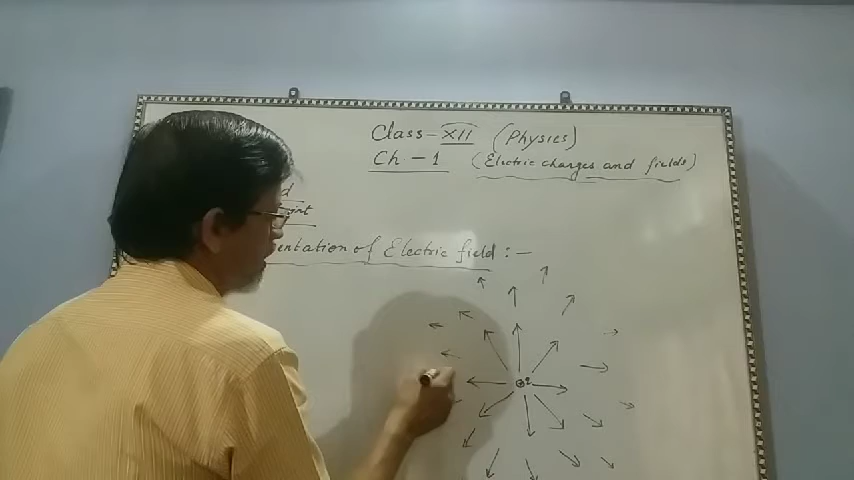 Class-XII (Physics)
Ch-1 (Electric charges and fields)
d
entation of Electric field :-